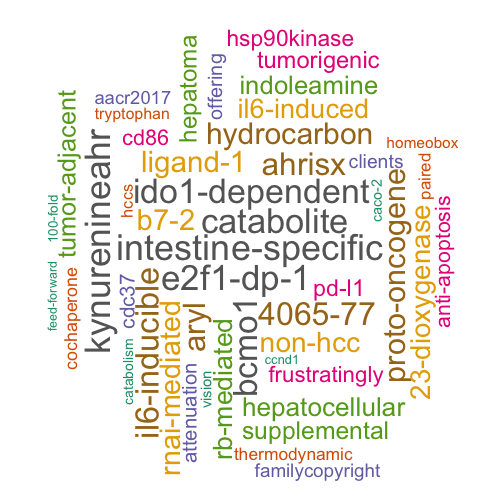 hsp90kinase
tumorigenic
hepatoma
offering
indoleamine
aacr2017
tryptophan
il6-induced
tumor-adjacent
cd86
hydrocarbon
homeobox
kynurenineahr
ligand-1
ahrisx
clients
paired
hccs
ido1-dependent
caco-2
proto-oncogene
100-fold
b7-2
catabolite
23-dioxygenase
anti-apoptosis
intestine-specific
feed-forward
cochaperone
cdc37
e2f1-dp-1
pd-l1
il6-inducible
aryl
bcmo1
4065-77
rnai-mediated
non-hcc
catabolism
attenuation
vision
rb-mediated
ccnd1
frustratingly
hepatocellular
supplemental
thermodynamic
familycopyright